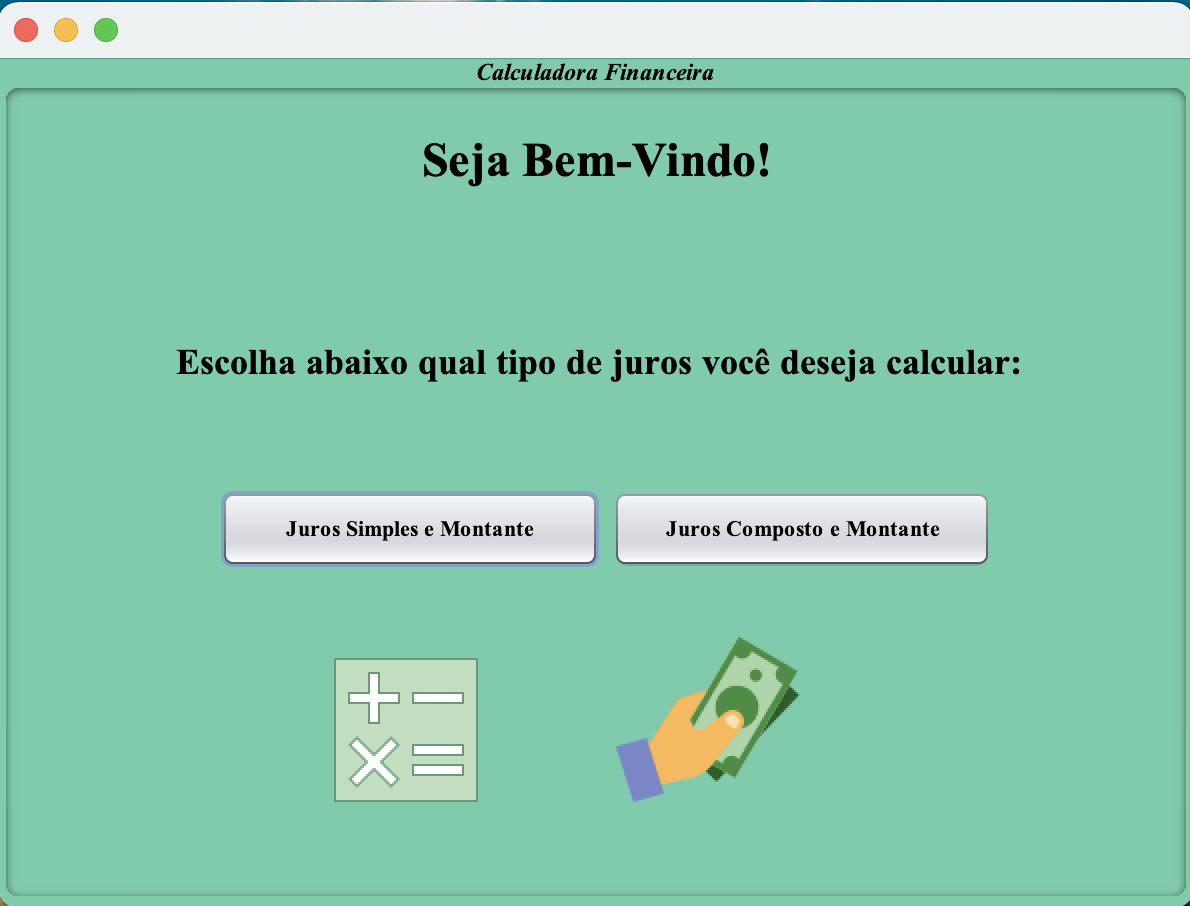 Calculadora Financeira
Seja Bem-Vindo!
Escolha abaixo qual tipo de juros você deseja calcular:
Juros Simples e Montante
Juros Composto e Montante